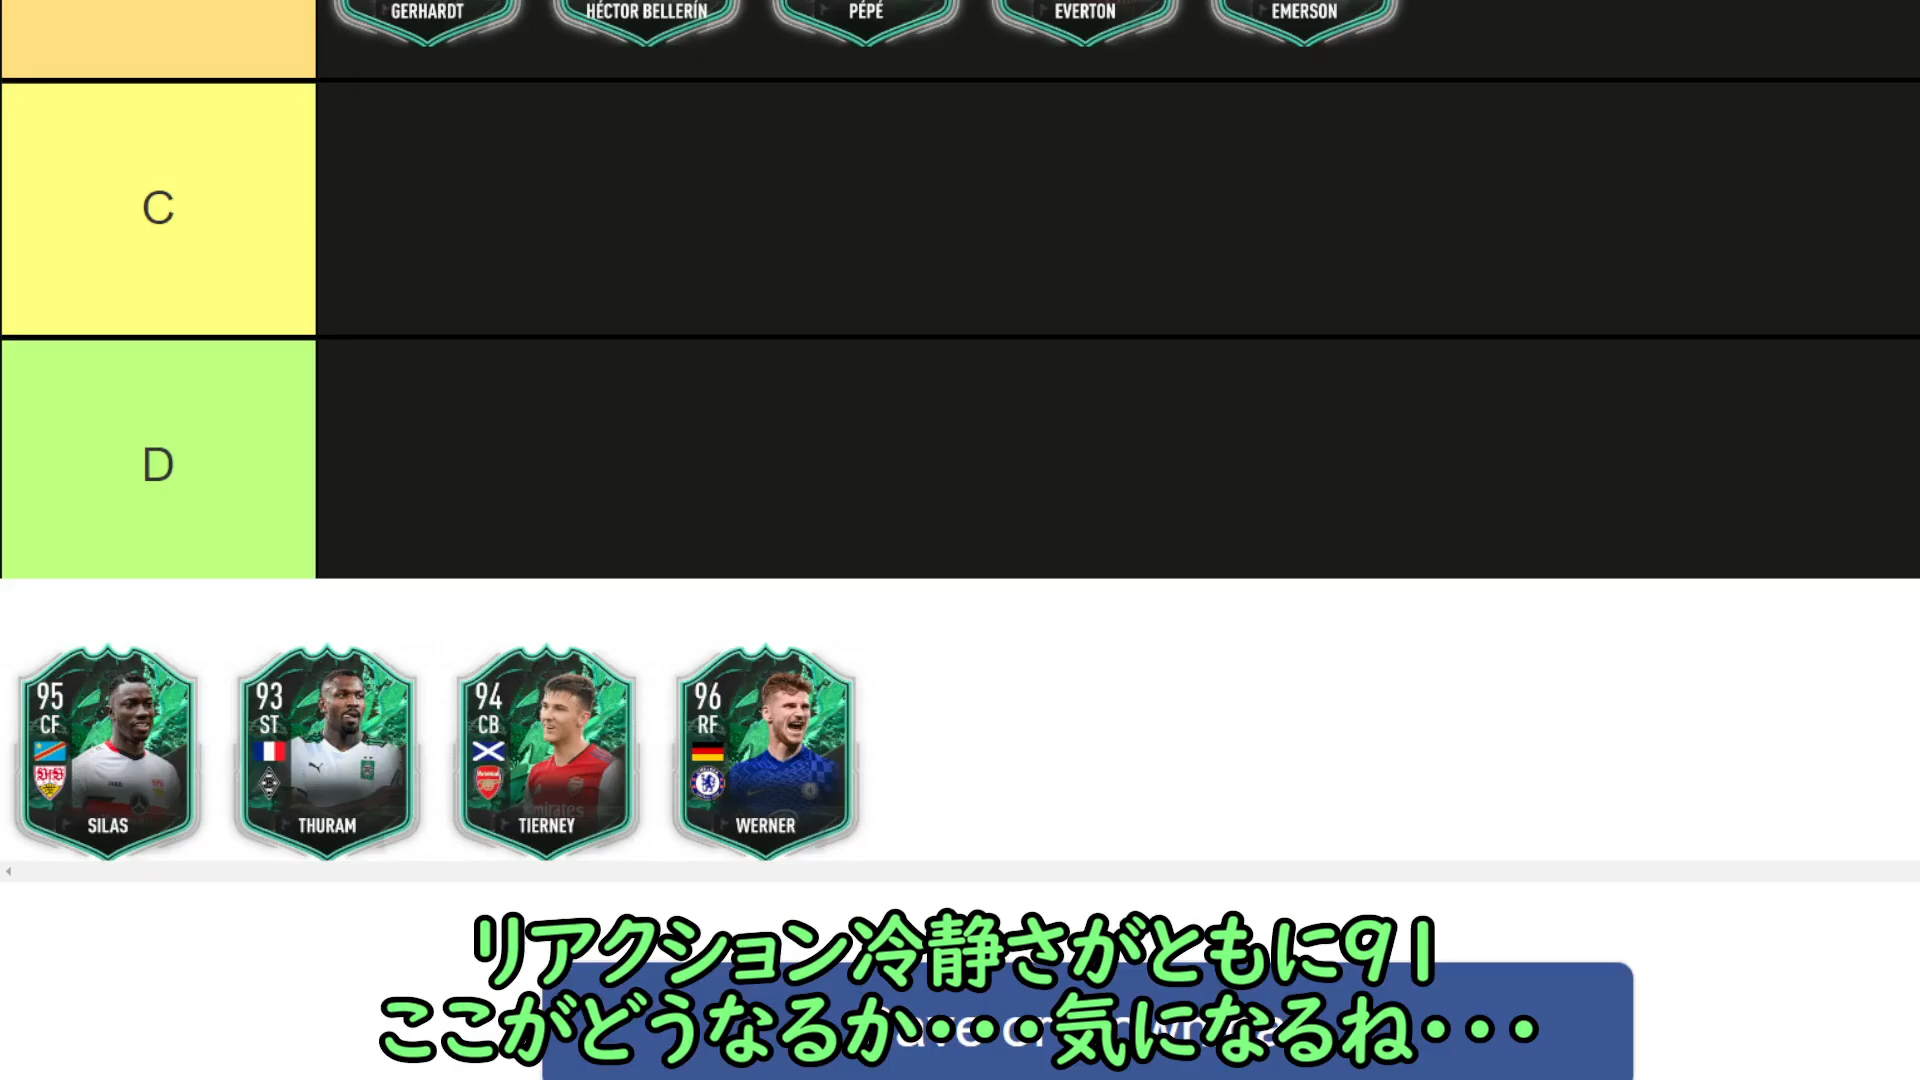 GERHARDT HÉCTOR BELLERÍN PÉPÉ EVERTON EMERSON
C
D
95 CF SILAS
93 ST THURAM
94 CB TIERNEY
96 RF WERNER
リアクション冷静さがともに91
ここがどうなるか・・・気になるね・・・